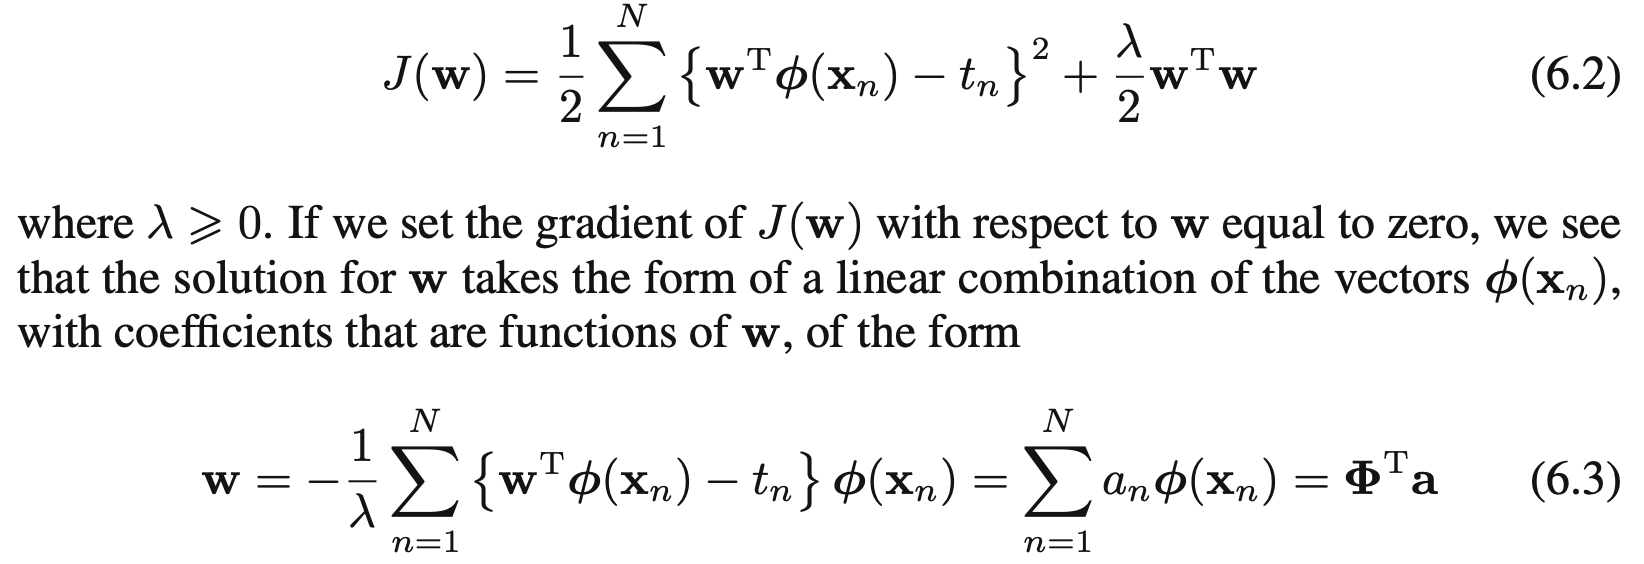 J(w) = 1/2 ∑_{n=1}^{N} {w^T ϕ(x_n) − t_n}^2 + λ/2 w^T w (6.2)
where λ ⩾ 0. If we set the gradient of J(w) with respect to w equal to zero, we see
that the solution for w takes the form of a linear combination of the vectors ϕ(x_n),
with coefficients that are functions of w, of the form
w = −1/λ ∑_{n=1}^{N} {w^T ϕ(x_n) − t_n} ϕ(x_n) = ∑_{n=1}^{N} a_n ϕ(x_n) = Φ^T a (6.3)